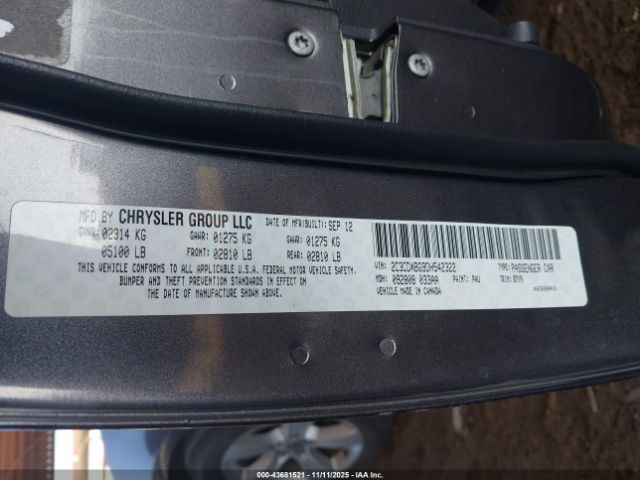 MFD BY CHRYSLER GROUP LLC DATE OF MFR(BUILT): SEP 12
GVWR: 02314 KG GAWR: 01275 KG GAWR: 01275 KG
05100 LB FRONT: 02810 LB REAR: 02810 LB
THIS VEHICLE CONFORMS TO ALL APPLICABLE FEDERAL MOTOR VEHICLE SAFETY,
BUMPER AND THEFT PREVENTION STANDARDS IN EFFECT ON
THE DATE OF MANUFACTURE SHOWN ABOVE.
VIN: 2C3CDXBG9DH542322 TYPE: PASSENGER CAR
MDH: 092808 033AA PAINT: PAU TRIM:
VEHICLE MADE IN CANADA
000-43681521 - 11/11/2025 - IAA Inc.